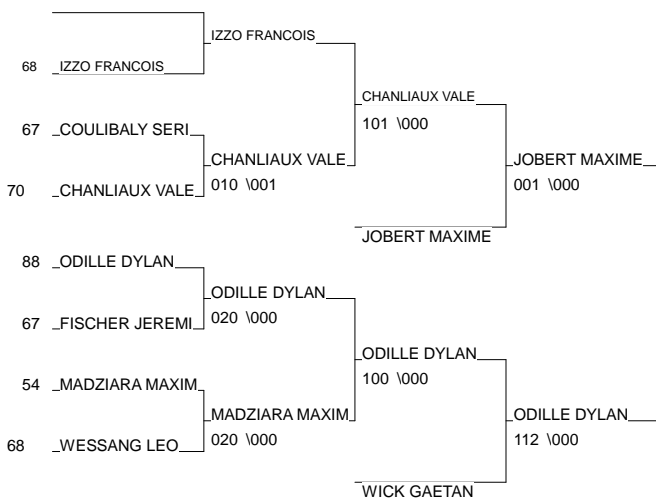 IZZO FRANCOIS
68 IZZO FRANCOIS
CHANLIAUX VALE
101 \000
67 COULIBALY SERI
CHANLIAUX VALE
010 \001
JOBERT MAXIME
001 \000
70 CHANLIAUX VALE
JOBERT MAXIME
88 ODILLE DYLAN
ODILLE DYLAN
020 \000
67 FISCHER JEREMI
ODILLE DYLAN
100 \000
54 MADZIARA MAXIM
MADZIARA MAXIM
020 \000
ODILLE DYLAN
112 \000
68 WESSANG LEO
WICK GAETAN